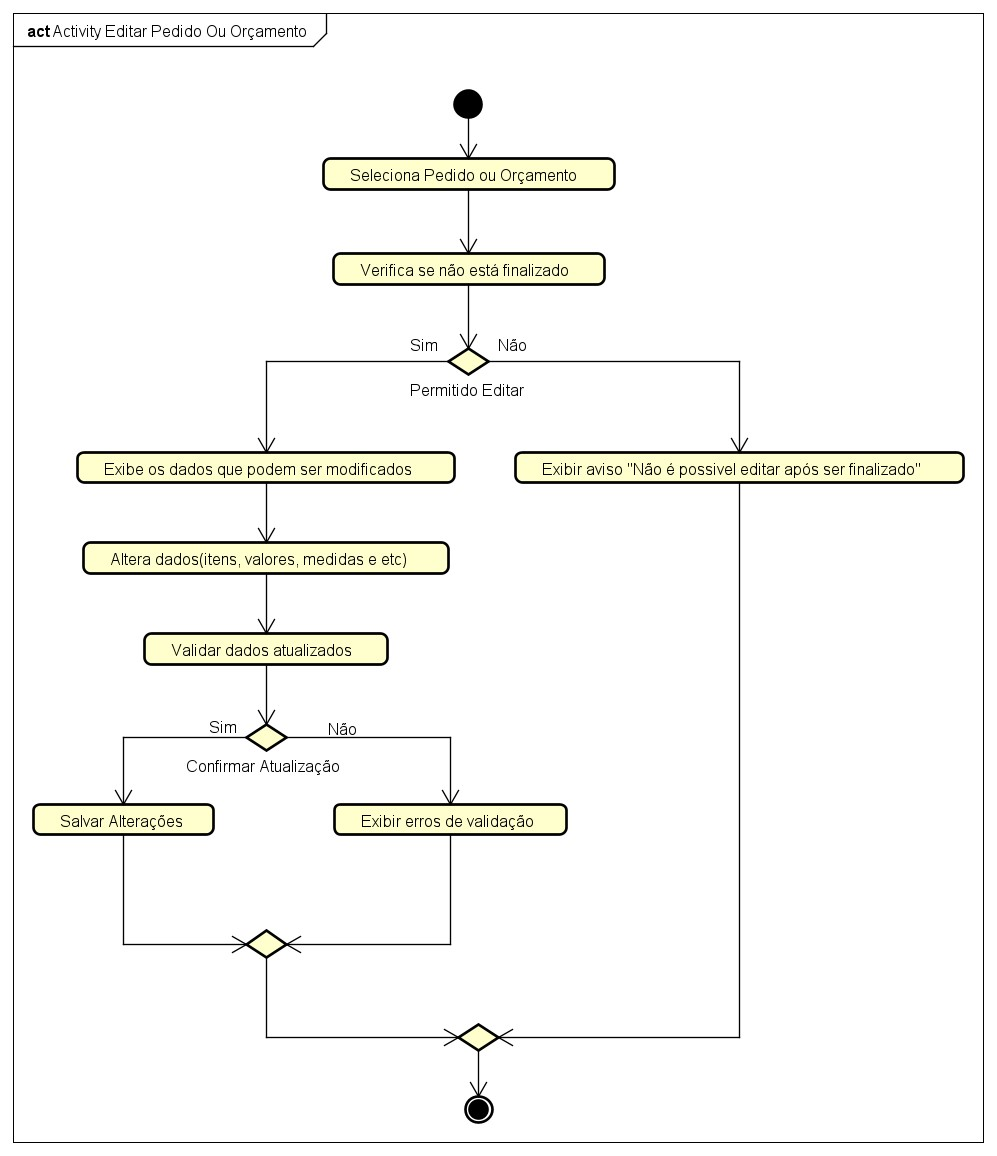 act Activity Editar Pedido Ou Orçamento
Seleciona Pedido ou Orçamento
Verifica se não está finalizado
Sim
Não
Permitido Editar
Exibe os dados que podem ser modificados
Exibir aviso "Não é possivel editar após ser finalizado"
Altera dados(itens, valores, medidas e etc)
Validar dados atualizados
Sim
Não
Confirmar Atualização
Salvar Alterações
Exibir erros de validação